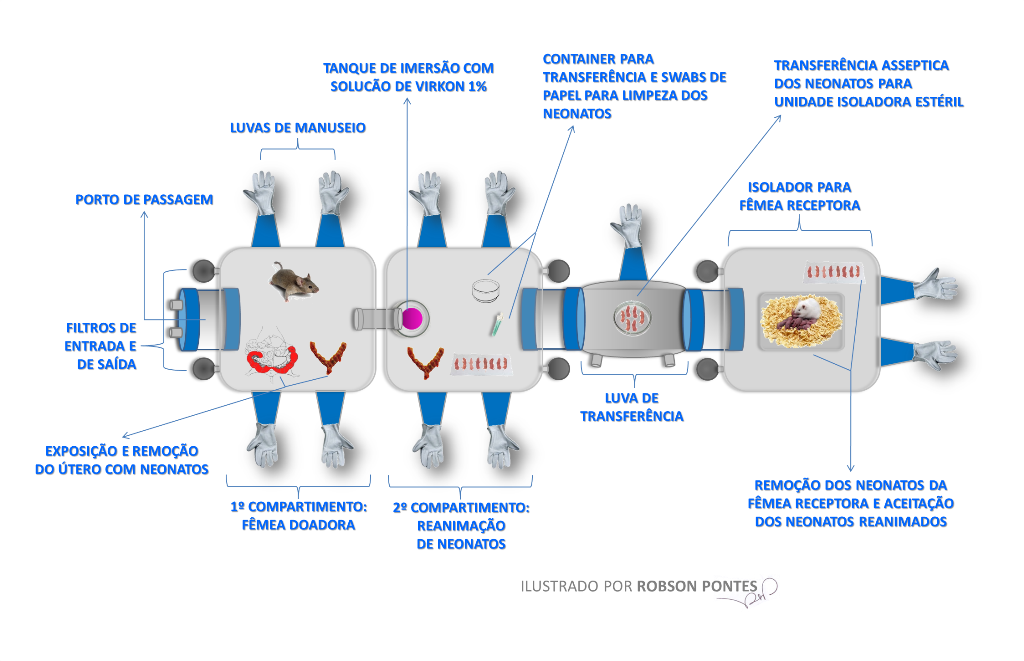 TANQUE DE IMERSÃO COM
SOLUCÃO DE VIRKON 1%
CONTAINER PARA
TRANSFERÊNCIA E SWABS DE
PAPEL PARA LIMPEZA DOS
NEONATOS
TRANSFERÊNCIA ASSEPTICA
DOS NEONATOS PARA
UNIDADE ISOLADORA ESTÉRIL
LUVAS DE MANUSEIO
PORTO DE PASSAGEM
ISOLADOR PARA
FÊMEA RECEPTORA
FILTROS DE
ENTRADA E
DE SAÍDA
LUVA DE
TRANSFERÊNCIA
EXPOSIÇÃO E REMOÇÃO
DO ÚTERO COM NEONATOS
1º COMPARTIMENTO:
FÊMEA DOADORA
2º COMPARTIMENTO:
REANIMAÇÃO
DE NEONATOS
REMOÇÃO DOS NEONATOS DA
FÊMEA RECEPTORA E ACEITAÇÃO
DOS NEONATOS REANIMADOS
ILUSTRADO POR ROBSON PONTES